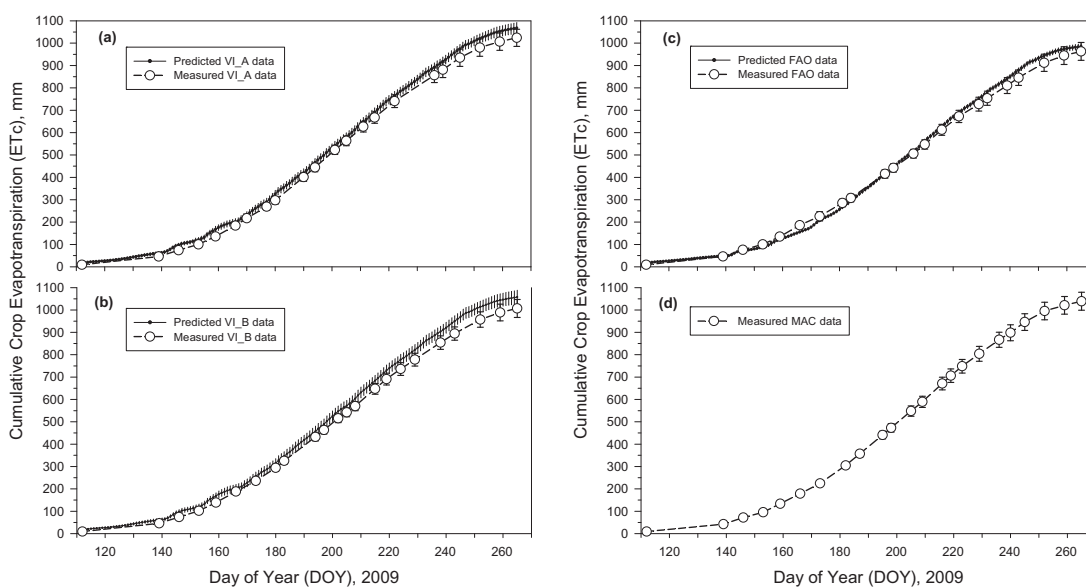 (a)
Predicted VI_A data
Measured VI_A data
1100
1000
900
800
700
600
500
400
300
200
100
0
(b)
Predicted VI_B data
Measured VI_B data
1100
1000
900
800
700
600
500
400
300
200
100
0
120 140 160 180 200 220 240 260
Day of Year (DOY), 2009
Cumulative Crop Evapotranspiration (ETc), mm
(c)
Predicted FAO data
Measured FAO data
1100
1000
900
800
700
600
500
400
300
200
100
0
(d)
Measured MAC data
1100
1000
900
800
700
600
500
400
300
200
100
0
120 140 160 180 200 220 240 260
Day of Year (DOY), 2009
Cumulative Crop Evapotranspiration (ETc), mm